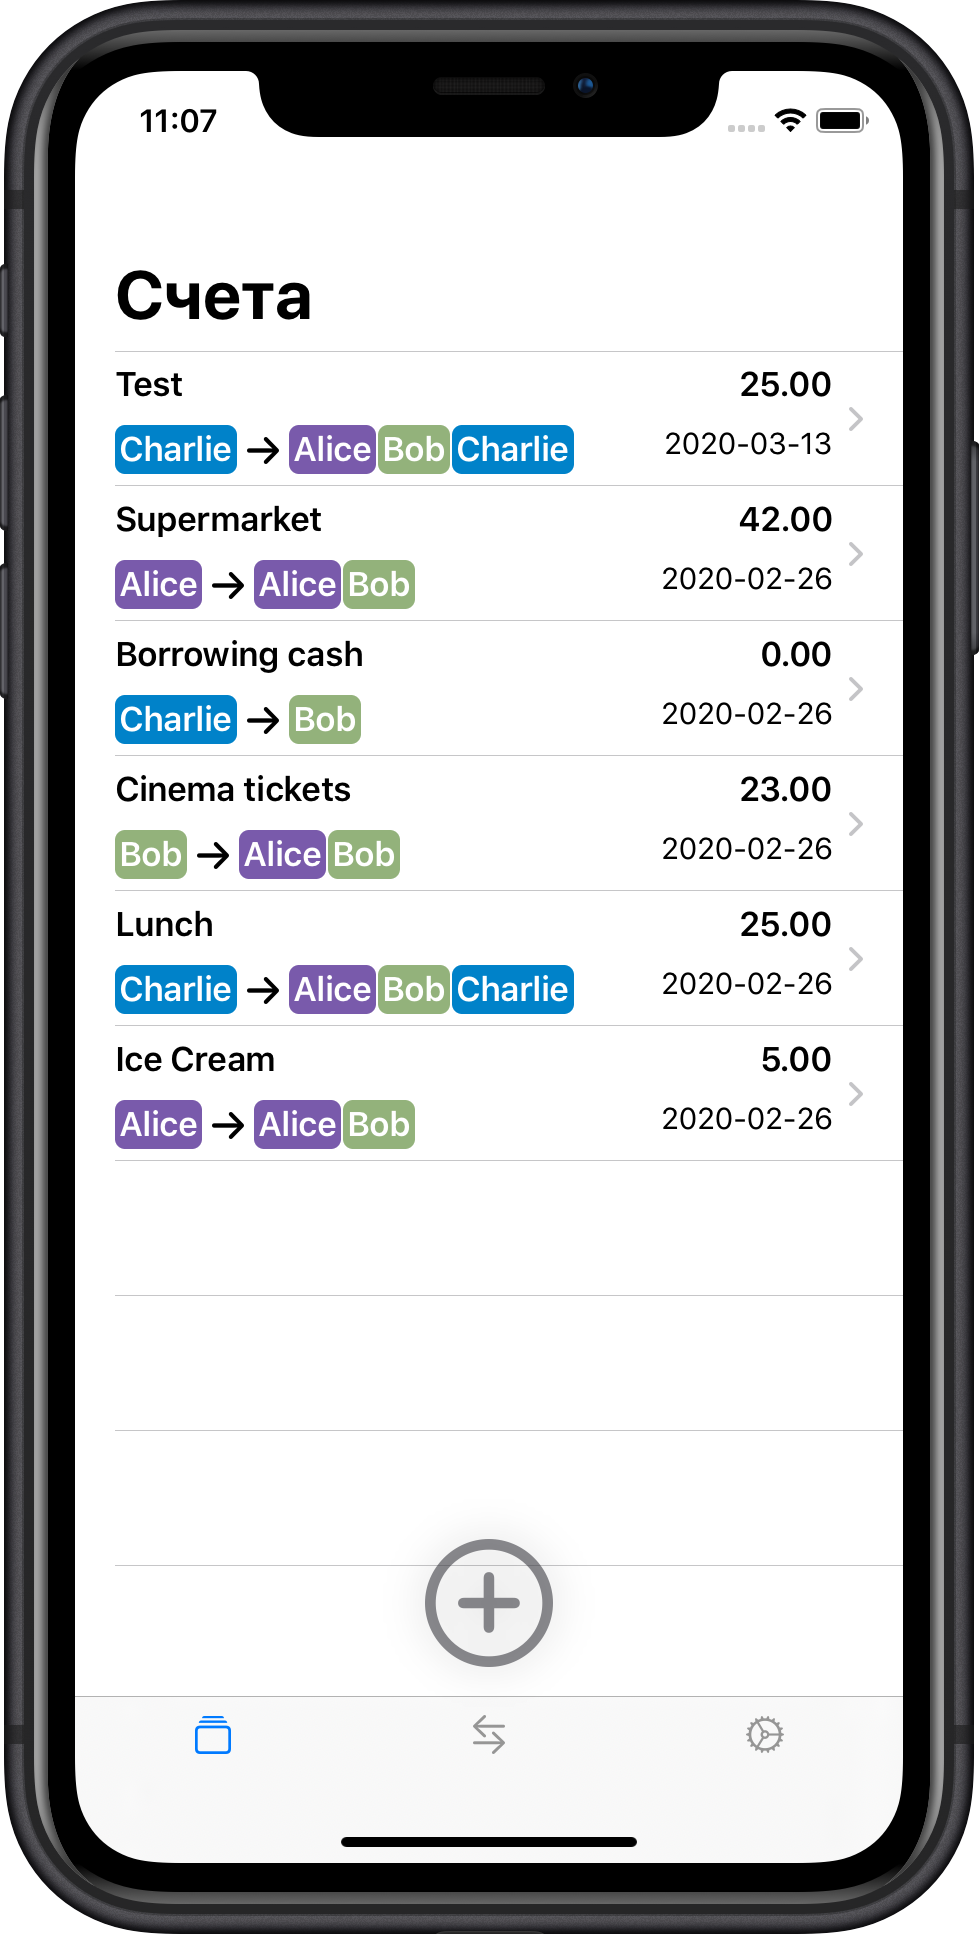 11:07
Счета
Test 25.00
Charlie → Alice Bob Charlie 2020-03-13
Supermarket 42.00
Alice → Alice Bob 2020-02-26
Borrowing cash 0.00
Charlie → Bob 2020-02-26
Cinema tickets 23.00
Bob → Alice Bob 2020-02-26
Lunch 25.00
Charlie → Alice Bob Charlie 2020-02-26
Ice Cream 5.00
Alice → Alice Bob 2020-02-26